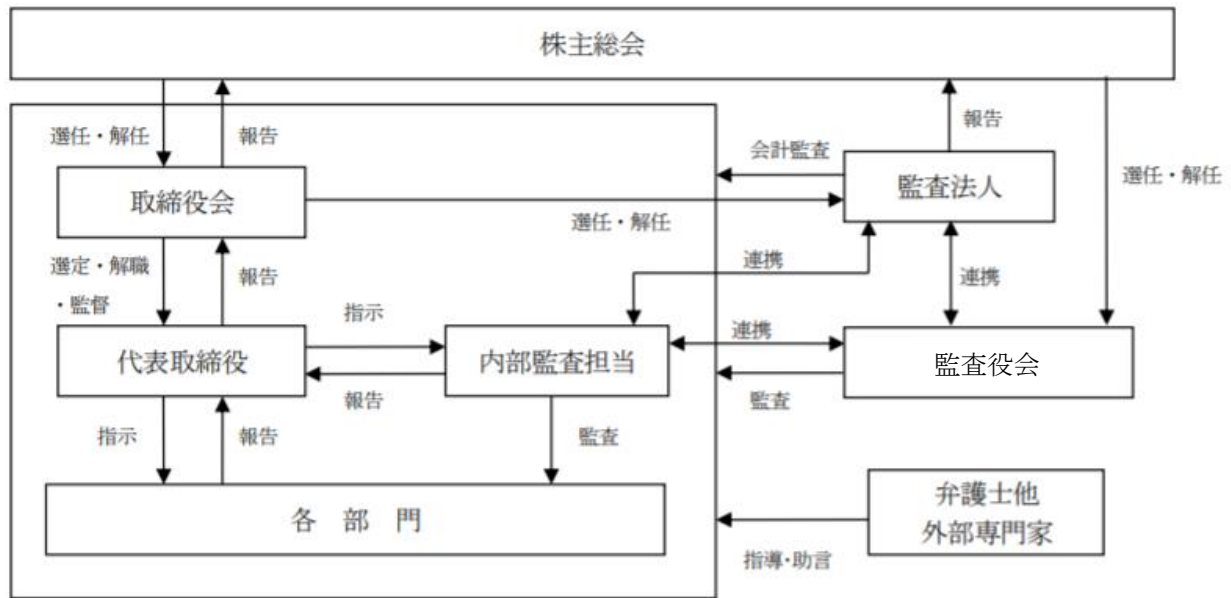 株主総会
選任・解任
報告
報告
会計監査
取締役会
監査法人
選任・解任
選任・解任
選定・解職
・監督
報告
連携
連携
指示
連携
代表取締役
内部監査担当
監査役会
報告
監査
指示
報告
監査
各 部 門
弁護士他
外部専門家
指導・助言